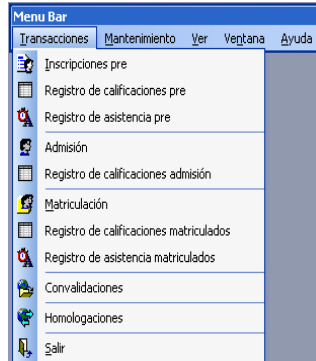 Menu Bar
Transacciones Mantenimiento Ver Ventana Ayuda
Inscripciones pre
Registro de calificaciones pre
Registro de asistencia pre
Admisión
Registro de calificaciones admisión
Matriculación
Registro de calificaciones matriculados
Registro de asistencia matriculados
Convalidaciones
Homologaciones
Salir